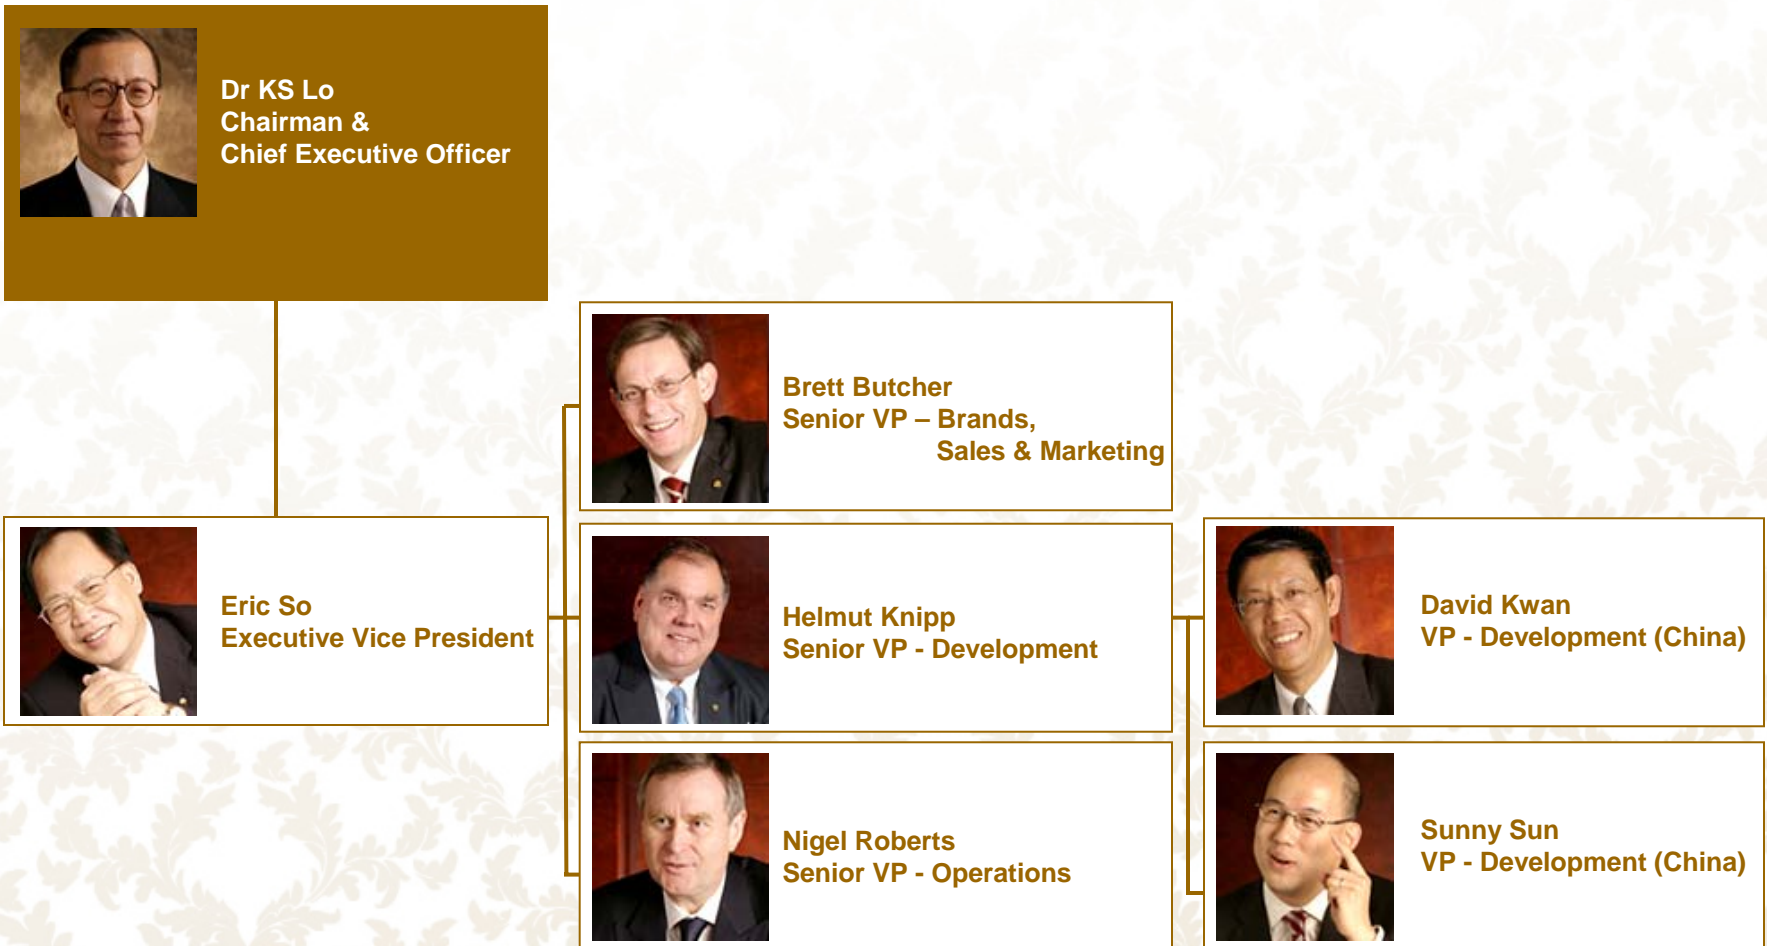 Dr KS Lo
Chairman &
Chief Executive Officer
Brett Butcher
Senior VP – Brands,
Sales & Marketing
Eric So
Executive Vice President
Helmut Knipp
Senior VP - Development
David Kwan
VP - Development (China)
Nigel Roberts
Senior VP - Operations
Sunny Sun
VP - Development (China)